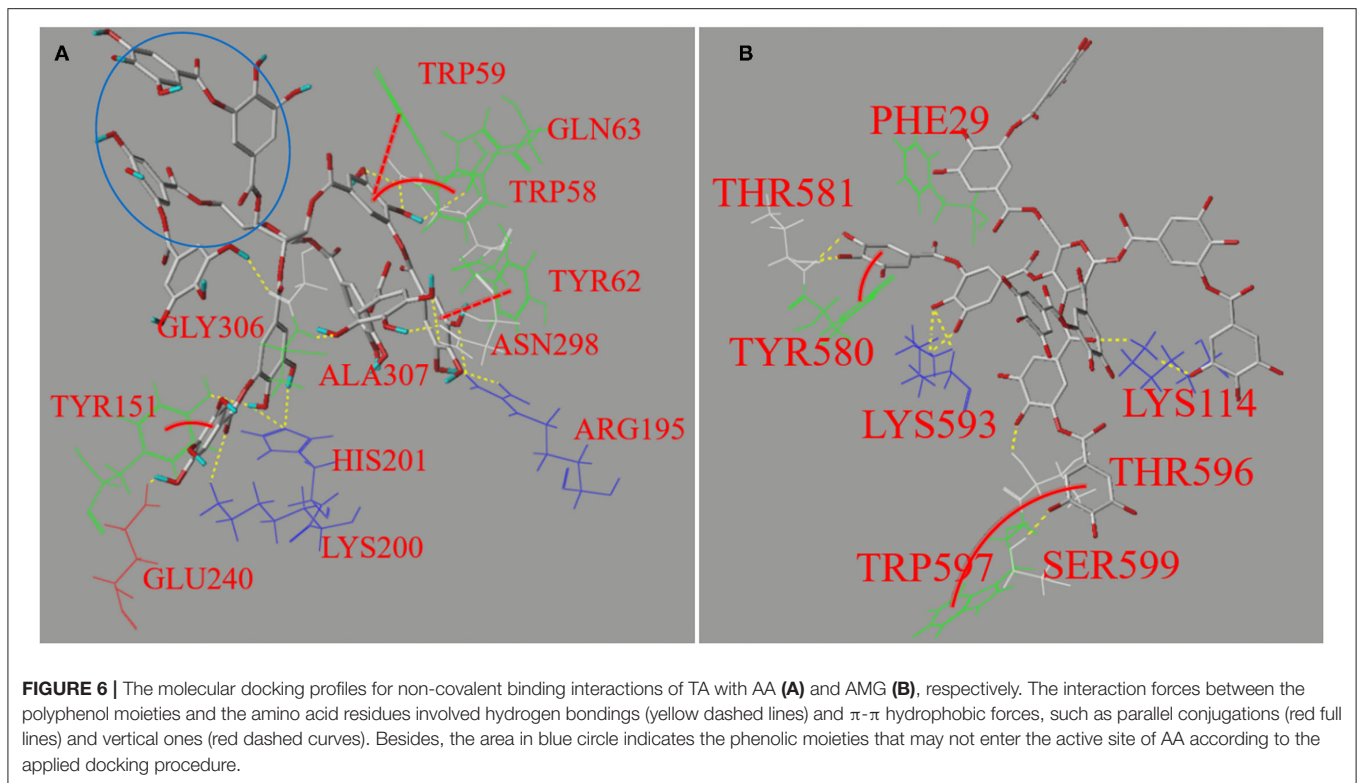 A
TRP59
GLN63
TRP58
TYR62
GLY306
ASN298
ALA307
TYR151
ARG195
HIS201
LYS200
GLU240
B
PHE29
THR581
TYR580
LYS593
LYS114
THR596
TRP597
SER599
FIGURE 6 | The molecular docking profiles for non-covalent binding interactions of TA with AA (A) and AMG (B), respectively. The interaction forces between the
polyphenol moieties and the amino acid residues involved hydrogen bondings (yellow dashed lines) and π-π hydrophobic forces, such as parallel conjugations (red full
lines) and vertical ones (red dashed curves). Besides, the area in blue circle indicates the phenolic moieties that may not enter the active site of AA according to the
applied docking procedure.